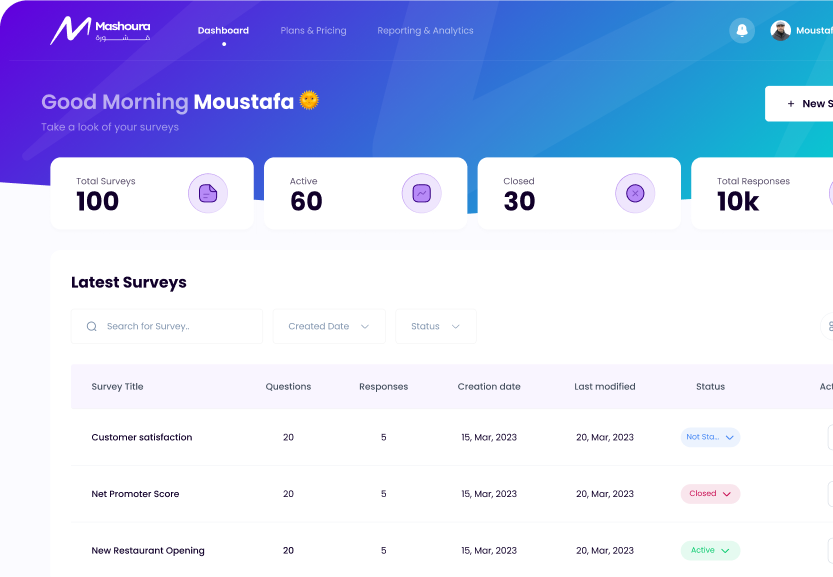 Mashoura
مـشـورة
Dashboard
Plans & Pricing
Reporting & Analytics
Good Morning Moustafa
Take a look of your surveys
+ New
Total Surveys
100
Active
60
Closed
30
Total Responses
10k
Latest Surveys
Search for Survey..
Created Date
Status
Survey Title Questions Responses Creation date Last modified Status
Customer satisfaction 20 5 15, Mar, 2023 20, Mar, 2023 Not Sta...
Net Promoter Score 20 5 15, Mar, 2023 20, Mar, 2023 Closed
New Restaurant Opening 20 5 15, Mar, 2023 20, Mar, 2023 Active